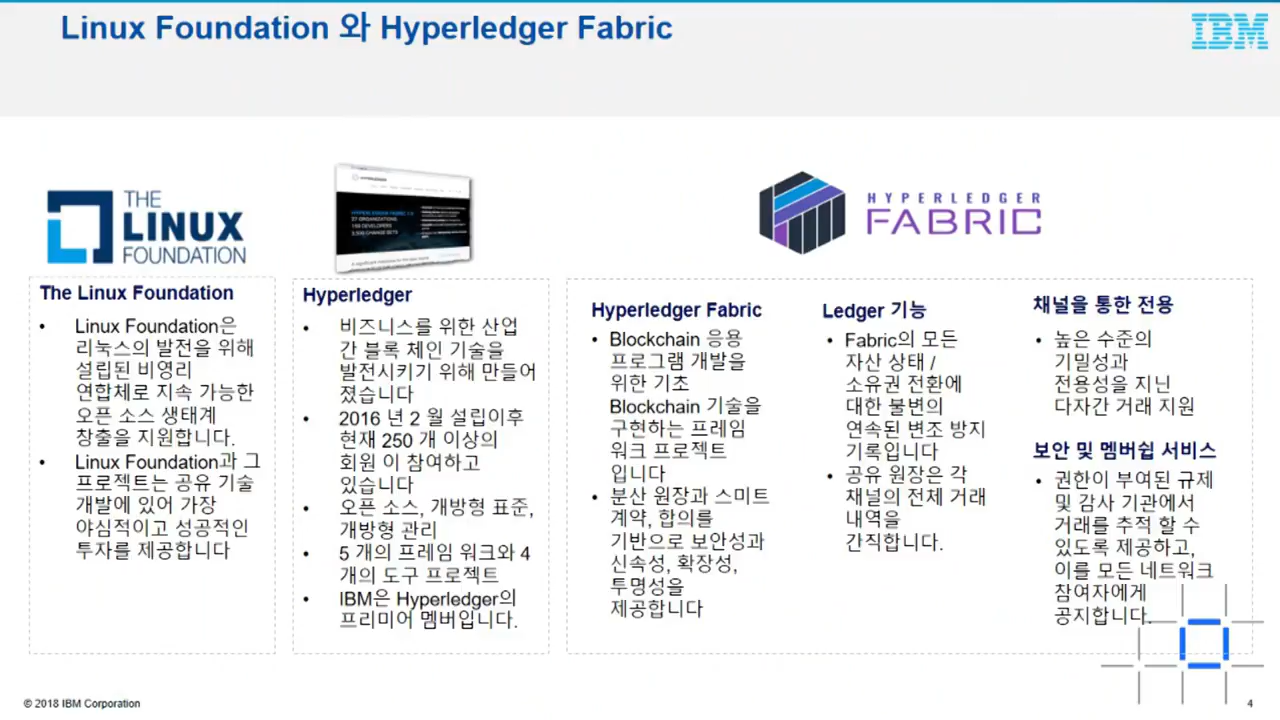 Linux Foundation 와 Hyperledger Fabric
IBM
THE
LINUX
FOUNDATION
HYPERLEDGER
FABRIC
The Linux Foundation
• Linux Foundation은
리눅스의 발전을 위해
설립된 비영리
연합체로 지속 가능한
오픈 소스 생태계
창출을 지원합니다.
• Linux Foundation과 그
프로젝트는 공유 기술
개발에 있어 가장
야심적이고 성공적인
투자를 제공합니다
Hyperledger
• 비즈니스를 위한 산업
간 블록 체인 기술을
발전시키기 위해 만들어
졌습니다
• 2016 년 2 월 설립이후
현재 250 개 이상의
회원 이 참여하고
있습니다
• 오픈 소스, 개방형 표준,
개방형 관리
• 5 개의 프레임 워크와 4
개의 도구 프로젝트
• IBM은 Hyperledger의
프리미어 멤버입니다.
Hyperledger Fabric
• Blockchain 응용
프로그램 개발을
위한 기초
Blockchain 기술을
구현하는 프레임
워크 프로젝트
입니다
• 분산 원장과 스마트
계약, 합의를
기반으로 보안성과
신속성, 확장성,
투명성을
제공합니다
Ledger 기능
• Fabric의 모든
자산 상태 /
소유권 전환에
대한 불변의
연속된 변조 방지
기록입니다
• 공유 원장은 각
채널의 전체 거래
내역을
간직합니다.
채널을 통한 전용
• 높은 수준의
기밀성과
전용성을 지닌
다자간 거래 지원
보안 및 멤버쉽 서비스
• 권한이 부여된 규제
및 감사 기관에서
거래를 추적 할 수
있도록 제공하고,
이를 모든 네트워크
참여자에게
공지합니다.
© 2018 IBM Corporation
4